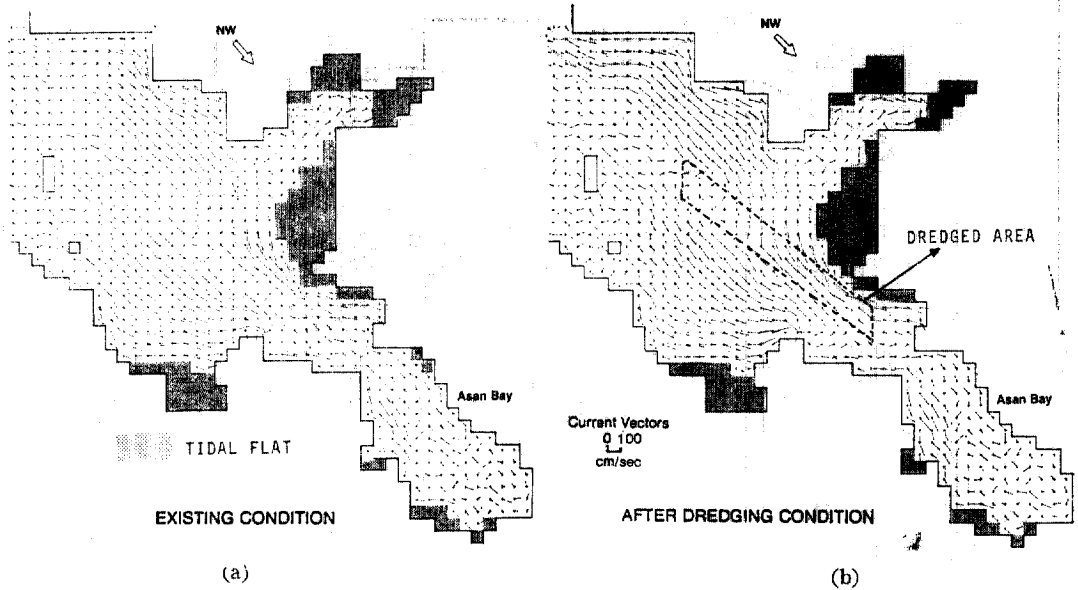 NW
Asan Bay
TIDAL FLAT
EXISTING CONDITION
(a)
NW
DREDGED AREA
Asan Bay
Current Vectors
0 100
cm/sec
AFTER DREDGING CONDITION
(b)